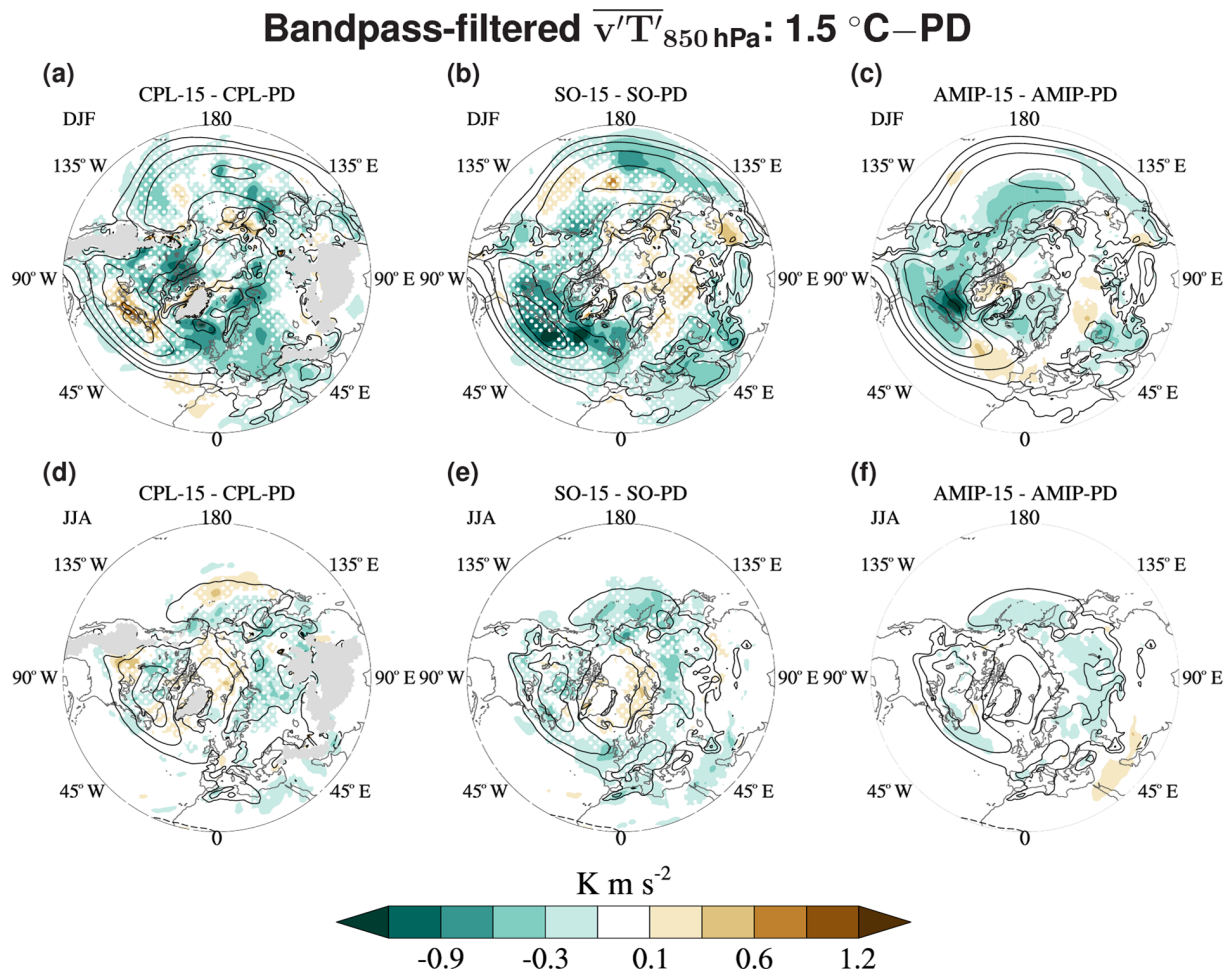 Bandpass-filtered v′T′850 hPa: 1.5 °C−PD
(a) (b) (c)
CPL-15 - CPL-PD SO-15 - SO-PD AMIP-15 - AMIP-PD
DJF 180 DJF 180 DJF 180
135° W 135° E 135° W 135° E 135° W 135° E
90° W 90° E 90° W 90° E 90° W 90° E
45° W 45° E 45° W 45° E 45° W 45° E
0 0 0
(d) (e) (f)
CPL-15 - CPL-PD SO-15 - SO-PD AMIP-15 - AMIP-PD
JJA 180 JJA 180 JJA 180
135° W 135° E 135° W 135° E 135° W 135° E
90° W 90° E 90° W 90° E 90° W 90° E
45° W 45° E 45° W 45° E 45° W 45° E
0 0 0
K m s-2
-0.9 -0.3 0.1 0.6 1.2